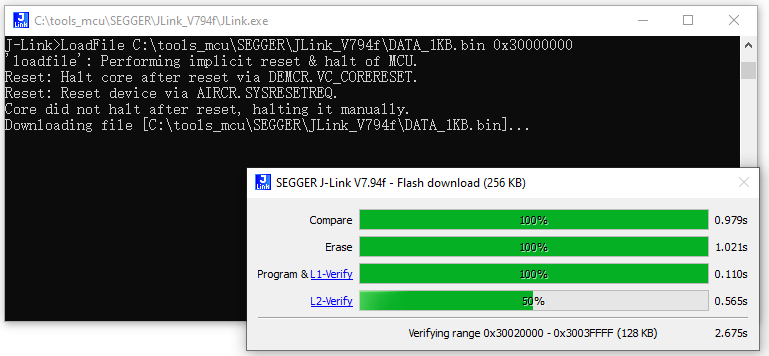 J-Link
C:\tools_mcu\SEGGER\JLink_V794f\JLink.exe
J-Link>LoadFile C:\tools_mcu\SEGGER\JLink_V794f\DATA_1KB.bin 0x30000000
'loadfile': Performing implicit reset & halt of MCU.
Reset: Halt core after reset via DEMCR.VC_CORERESET.
Reset: Reset device via AIRCR.SYSRESETREQ.
Core did not halt after reset, halting it manually.
Downloading file [C:\tools_mcu\SEGGER\JLink_V794f\DATA_1KB.bin]...
J-Link
SEGGER J-Link V7.94f - Flash download (256 KB)
Compare 100% 0.979s
Erase 100% 1.021s
Program & L1-Verify 100% 0.110s
L2-Verify 50% 0.565s
Verifying range 0x30020000 - 0x3003FFFF (128 KB) 2.675s